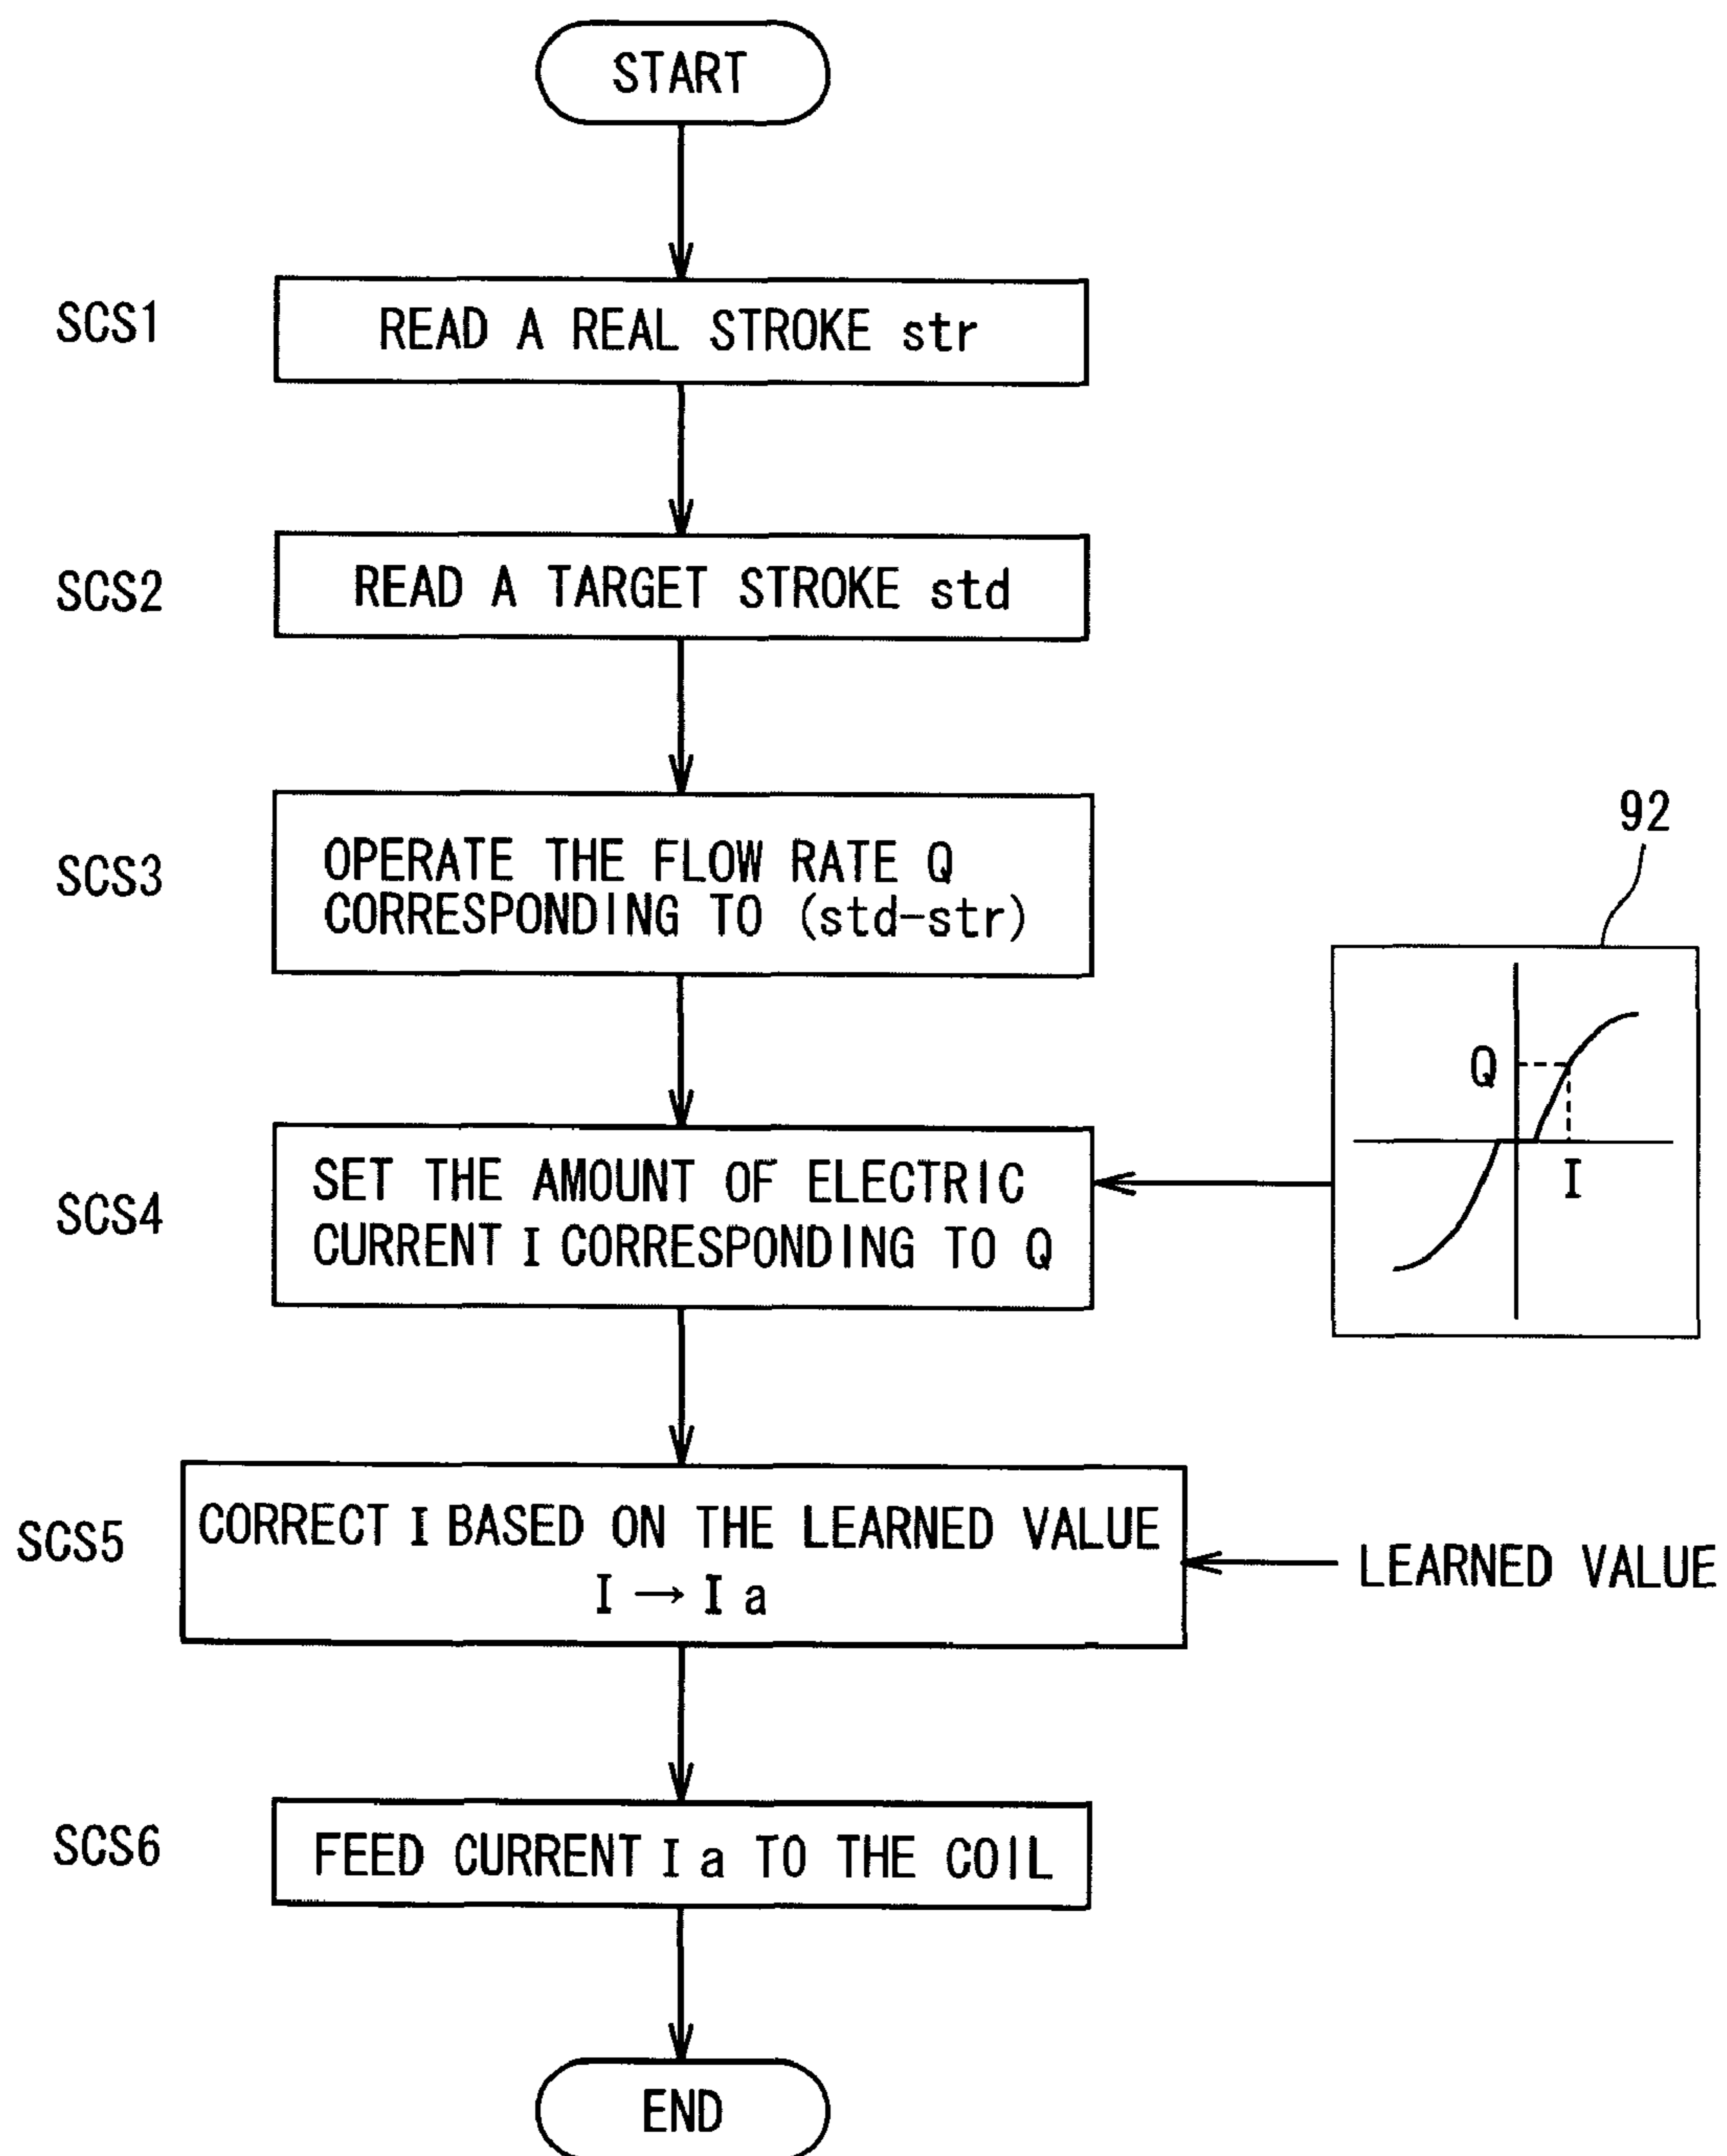 START
SCS1
READ A REAL STROKE str
SCS2
READ A TARGET STROKE std
SCS3
OPERATE THE FLOW RATE Q
CORRESPONDING TO (std-str)
92
Q
I
SCS4
SET THE AMOUNT OF ELECTRIC
CURRENT I CORRESPONDING TO Q
SCS5
CORRECT I BASED ON THE LEARNED VALUE
I → I a
LEARNED VALUE
SCS6
FEED CURRENT I a TO THE COIL
END